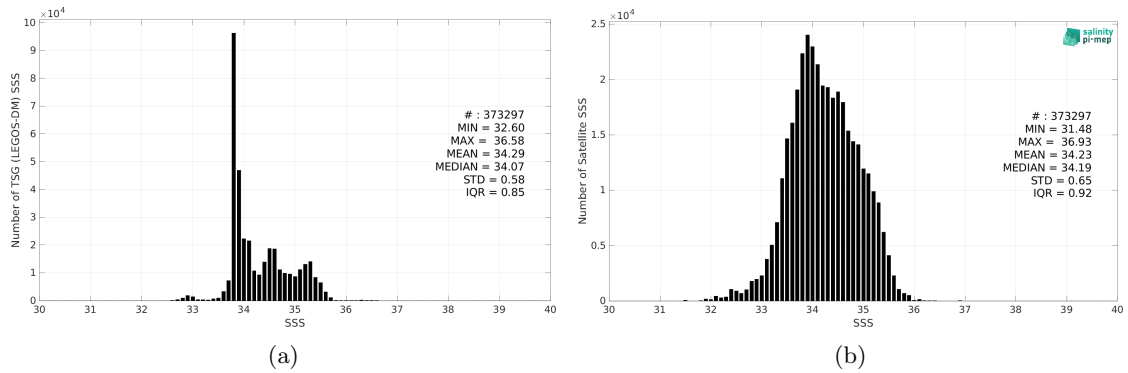 10 ×10⁴
9
8
7
6
5
4
3
2
1
0
30 31 32 33 34 35 36 37 38 39 40
SSS
Number of TSG (LEGOS-DM) SSS
# : 373297
MIN = 32.60
MAX = 36.58
MEAN = 34.29
MEDIAN = 34.07
STD = 0.58
IQR = 0.85
(a)
2.5 ×10⁴
2
1.5
1
0.5
0
30 31 32 33 34 35 36 37 38 39 40
SSS
Number of Satellite SSS
salinity
pi-mep
# : 373297
MIN = 31.48
MAX = 36.93
MEAN = 34.23
MEDIAN = 34.19
STD = 0.65
IQR = 0.92
(b)